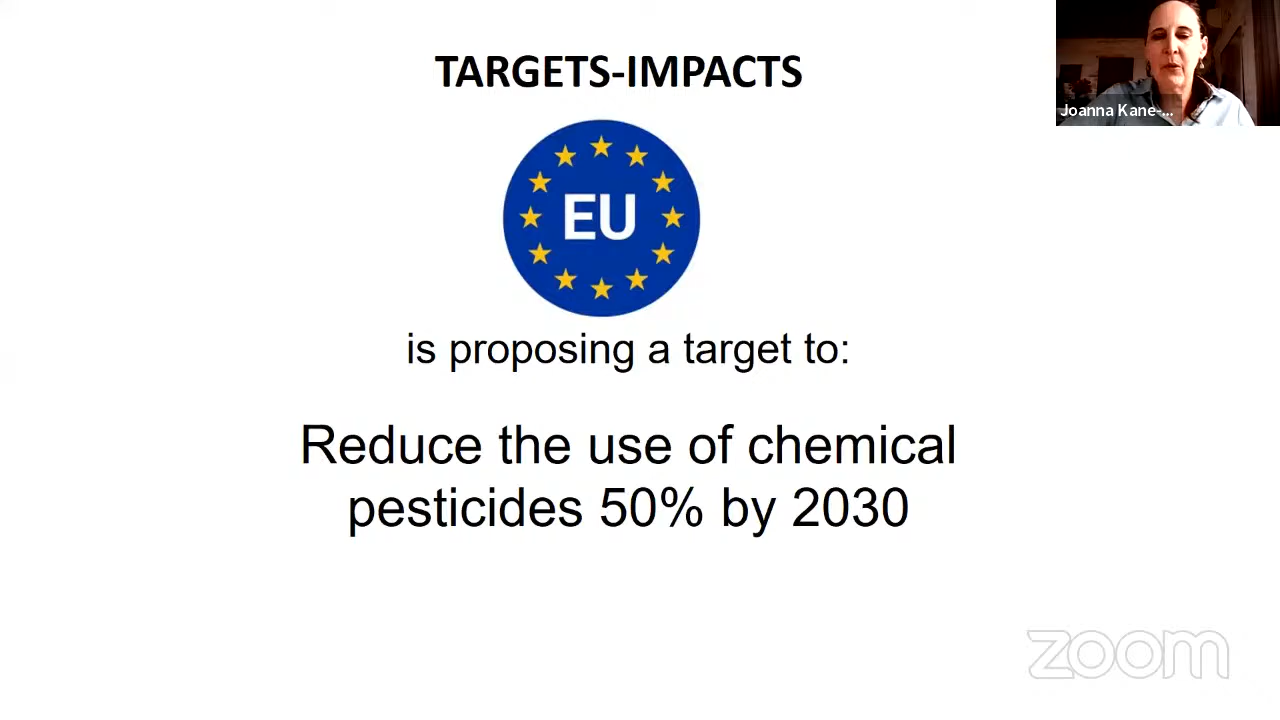 TARGETS-IMPACTS
Joanna Kane-...
EU
is proposing a target to:
Reduce the use of chemical
pesticides 50% by 2030
zoom